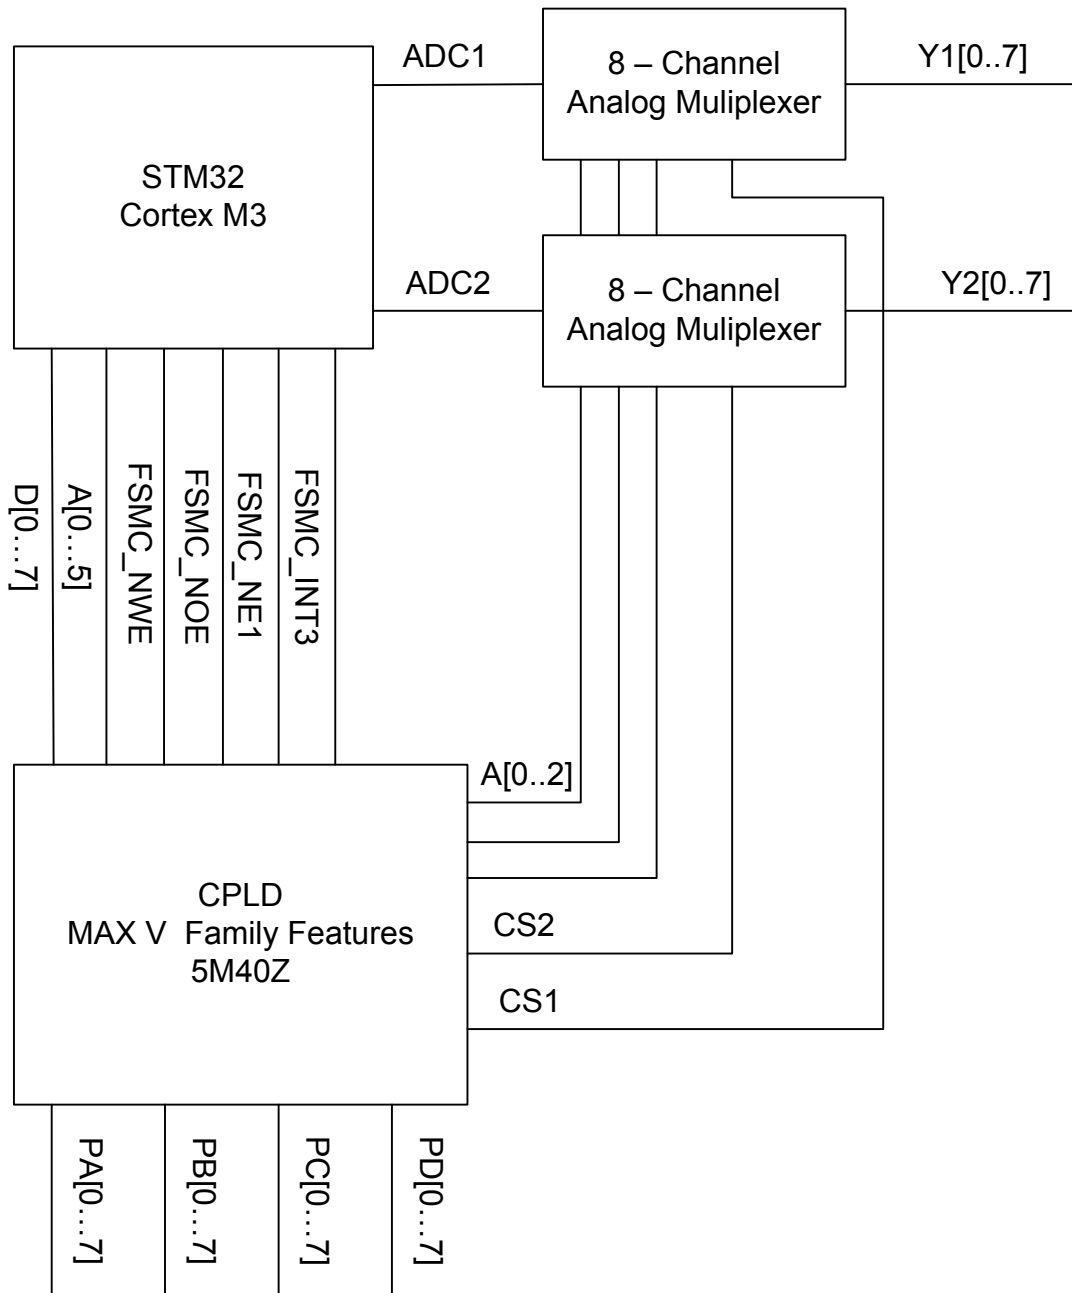 ADC1
8 – Channel
Analog Muliplexer
Y1[0..7]
STM32
Cortex M3
ADC2
8 – Channel
Analog Muliplexer
Y2[0..7]
D[0....7]
A[0....5]
FSMC_NWE
FSMC_NOE
FSMC_NE1
FSMC_INT3
A[0..2]
CPLD
MAX V  Family Features
5M40Z
CS2
CS1
PA[0....7]
PB[0....7]
PC[0....7]
PD[0....7]